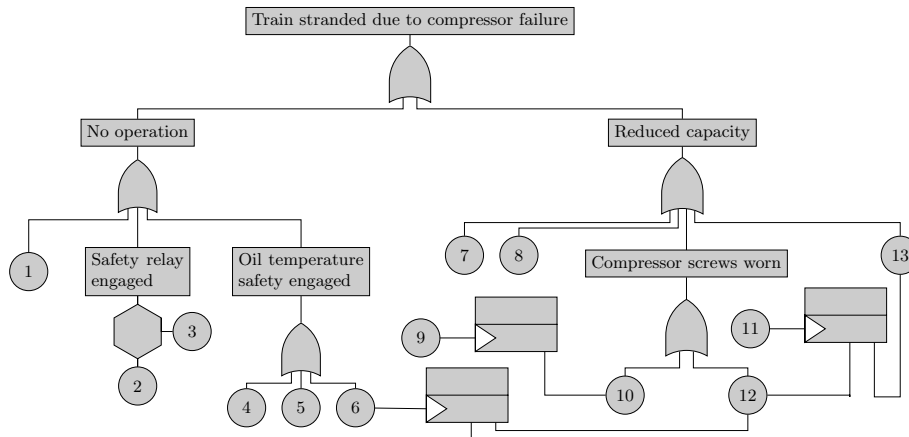 Train stranded due to compressor failure
No operation
Reduced capacity
1
Safety relay
engaged
Oil temperature
safety engaged
7
8
Compressor screws worn
13
3
9
11
2
4
5
6
10
12